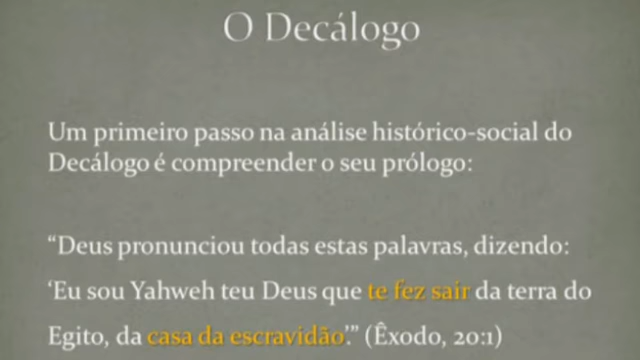 O Decálogo
Um primeiro passo na análise histórico-social do
Decálogo é compreender o seu prólogo:
“Deus pronunciou todas estas palavras, dizendo:
‘Eu sou Yahweh teu Deus que te fez sair da terra do
Egito, da casa da escravidão’.” (Êxodo, 20:1)